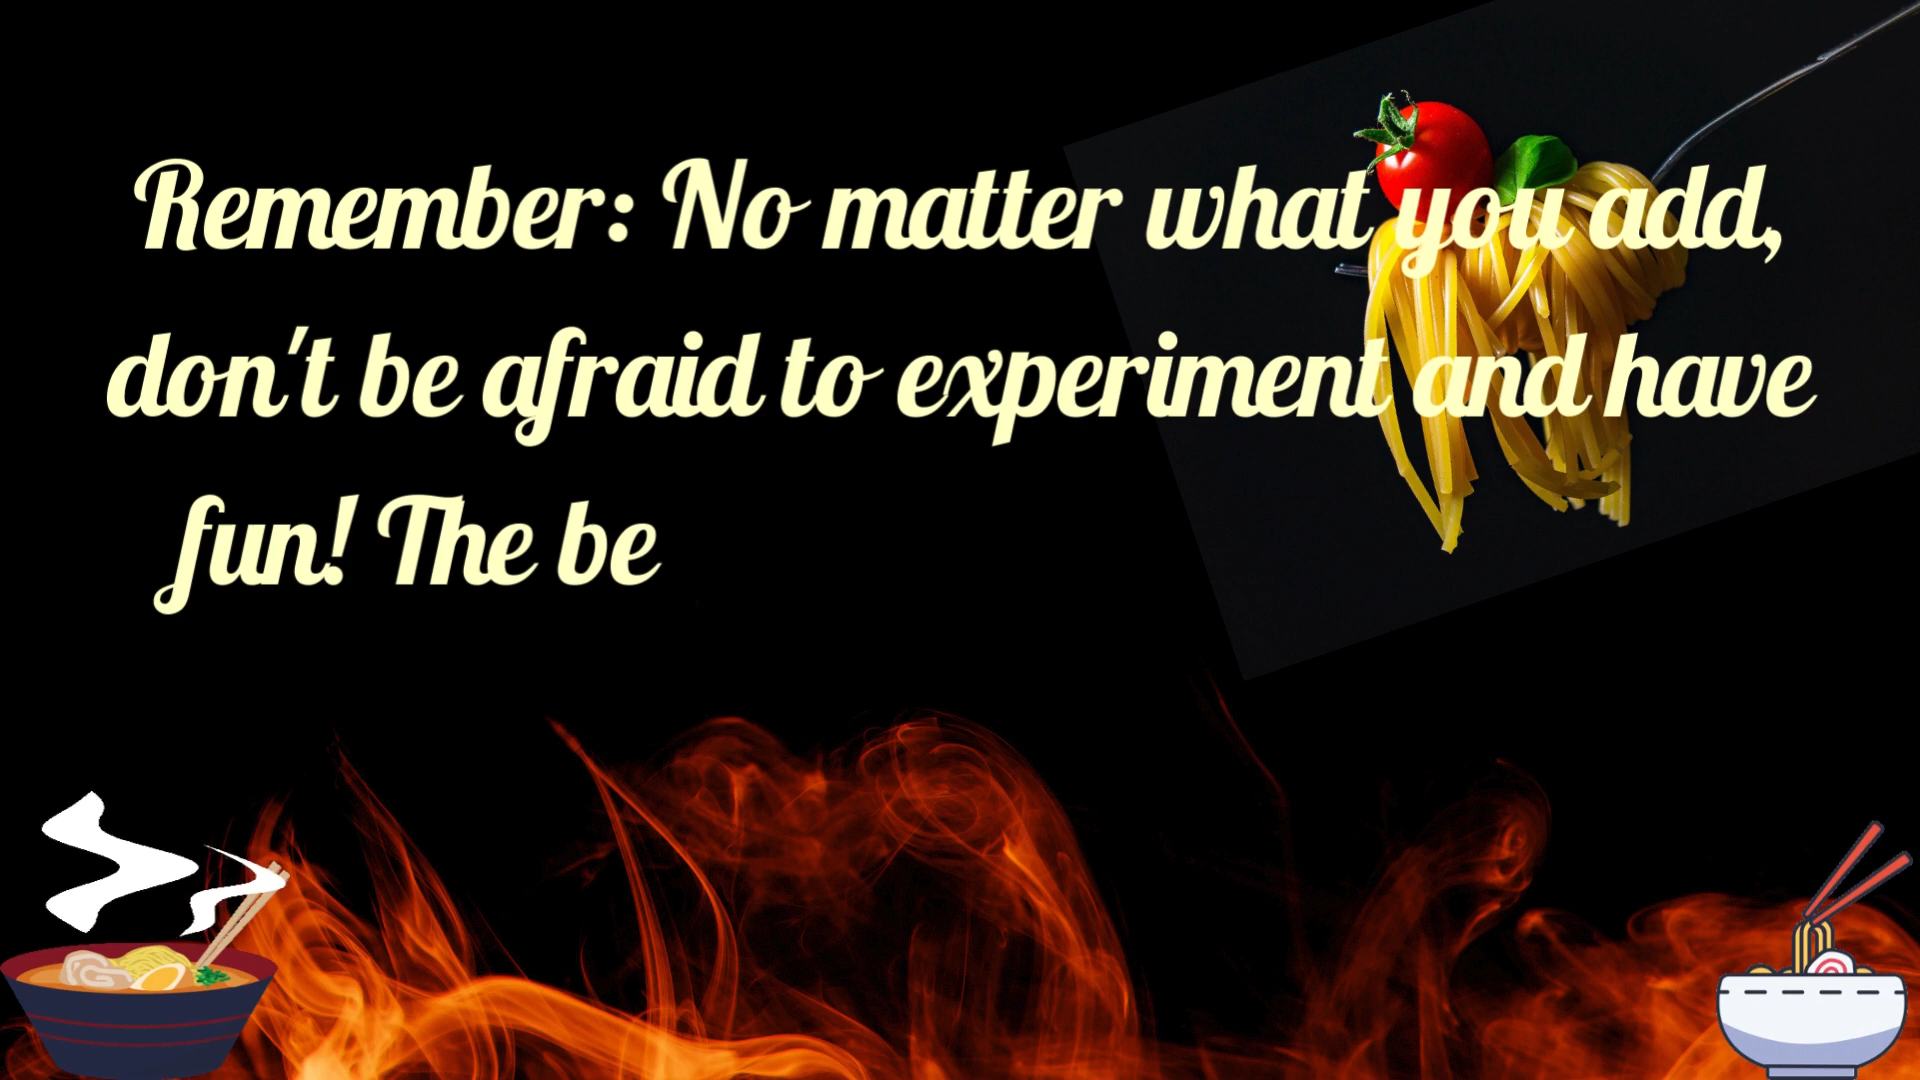 Remember: No matter what you add,
don't be afraid to experiment and have
fun! The be